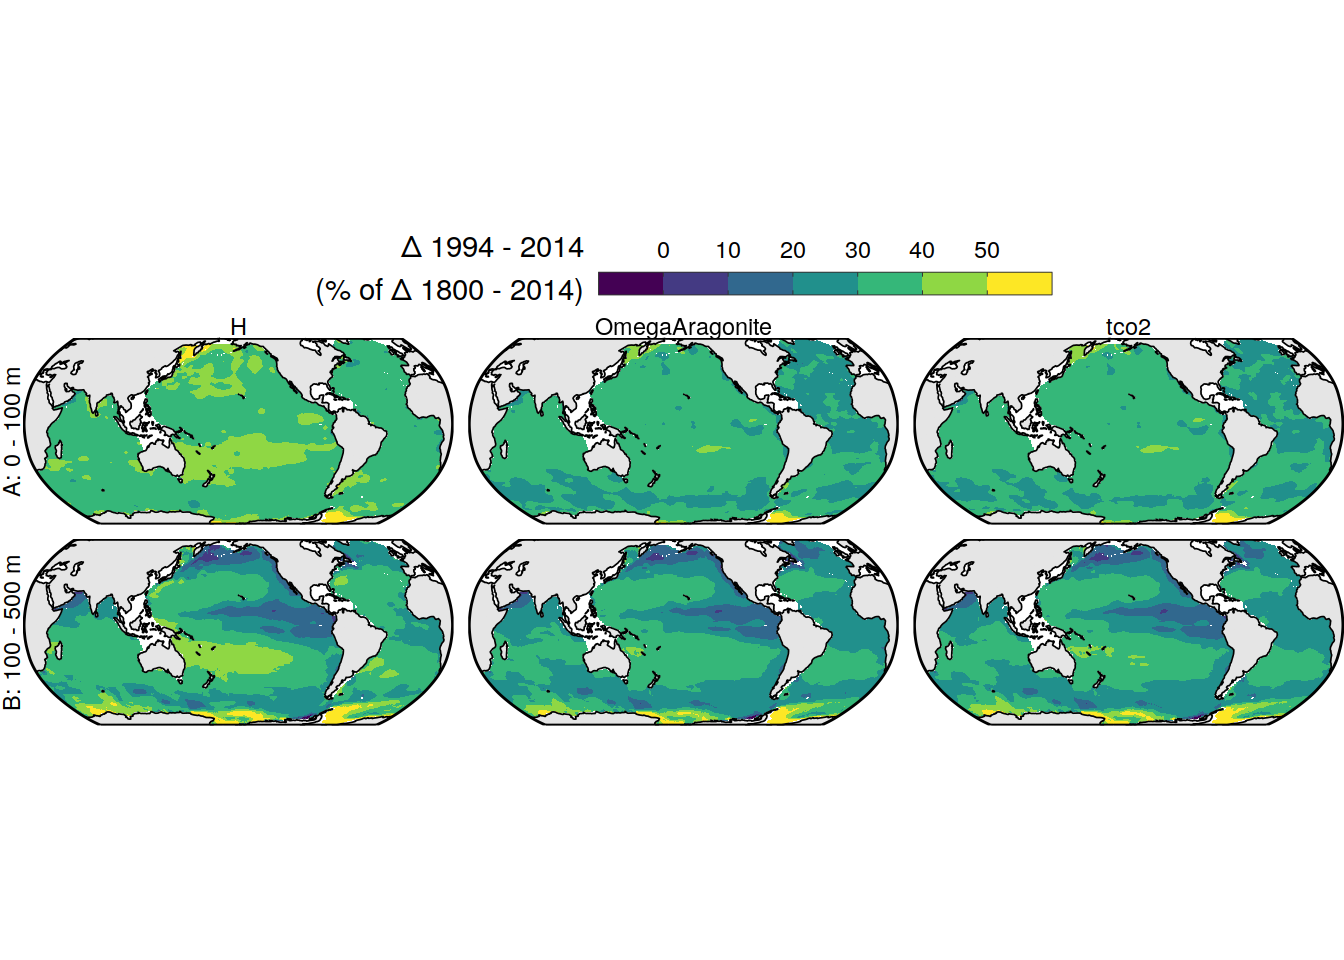 Δ 1994 - 2014
(% of Δ 1800 - 2014)
0 10 20 30 40 50
H
OmegaAragonite
tco2
A: 0 - 100 m
B: 100 - 500 m